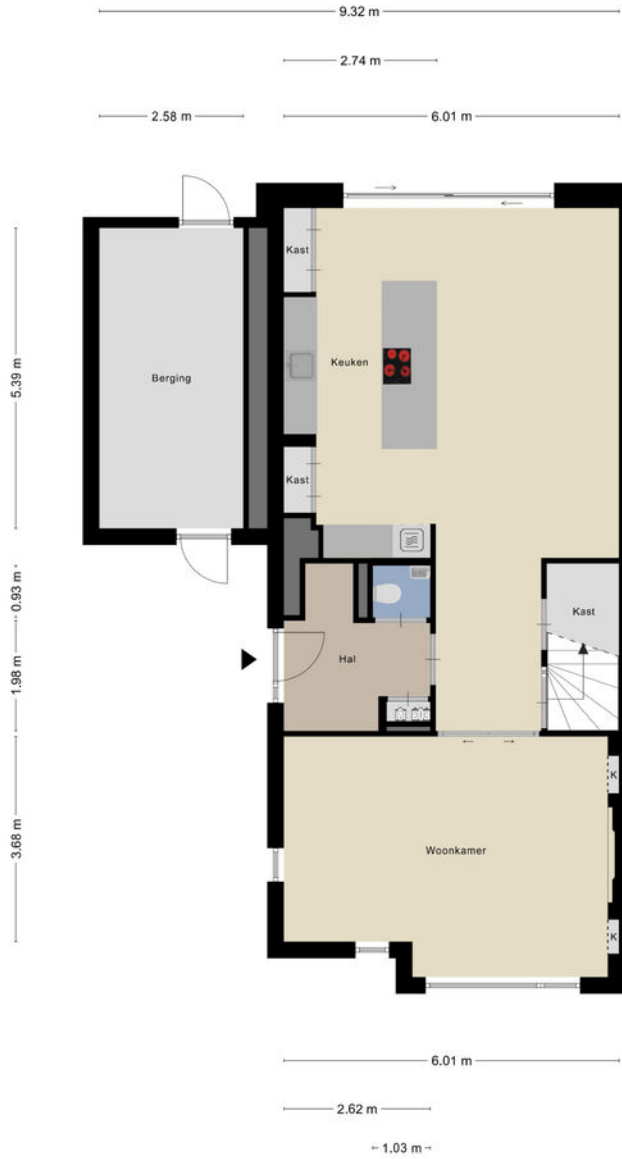 9.32 m
2.74 m
2.58 m
6.01 m
Kast
5.39 m
Keuken
Berging
Kast
0.93 m
Kast
1.98 m
Hal
K
3.68 m
Woonkamer
K
6.01 m
2.62 m
1.03 m